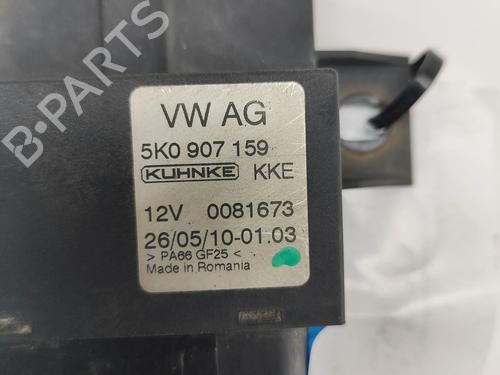 VW AG
5K0 907 159
KUHNKE KKE
12V 0081673
26/05/10-01.03
> PA66 GF25 <
Made in Romania
B-PARTS